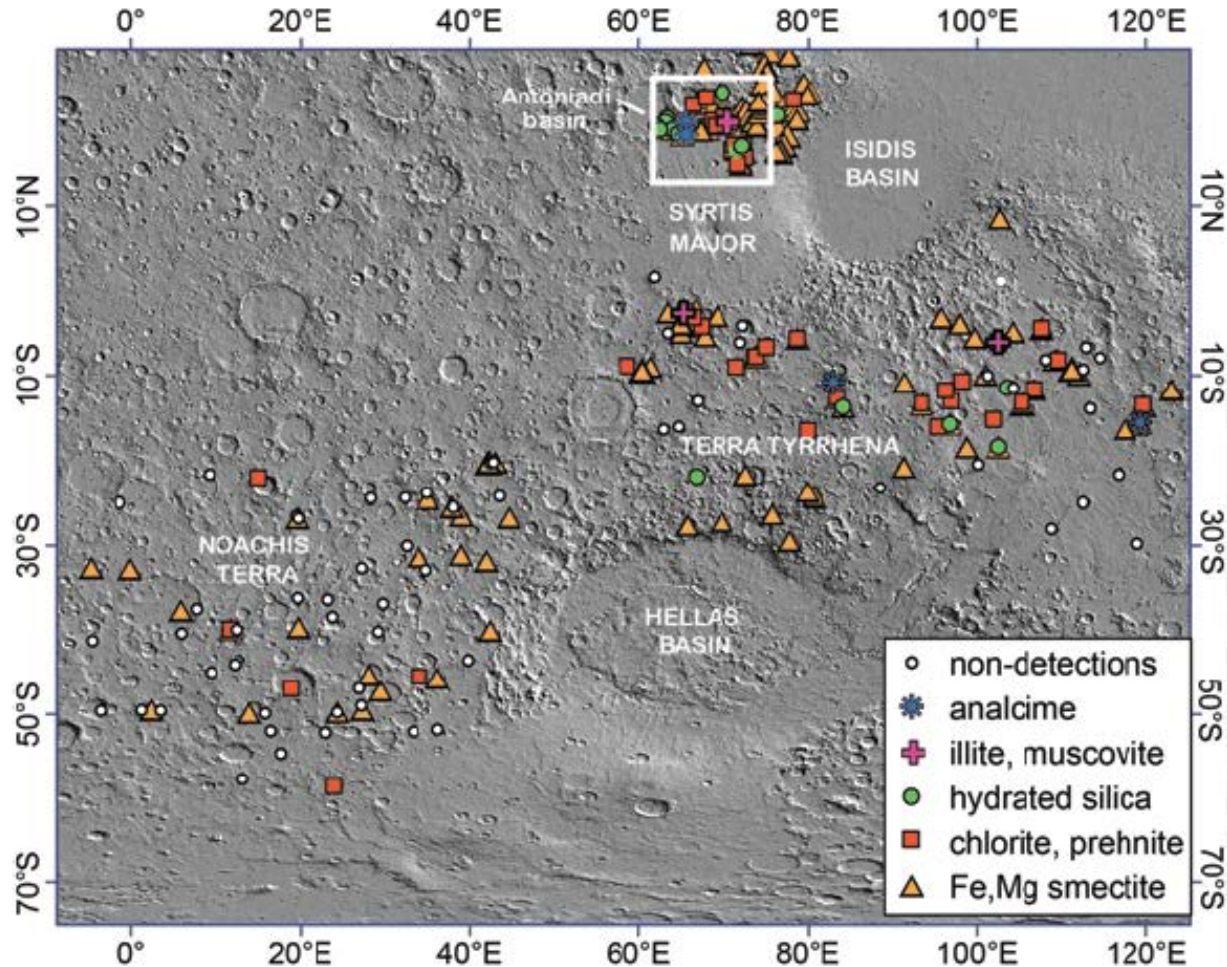 0° 20°E 40°E 60°E 80°E 100°E 120°E
Antoniadi
basin
ISIDIS
BASIN
10°N
10°N
SYRTIS
MAJOR
10°S
10°S
TERRA TYRRHENA
30°S
30°S
NOACHIS
TERRA
HELLAS
BASIN
50°S
50°S
70°S
70°S
non-detections
analcime
illite, muscovite
hydrated silica
chlorite, prehnite
Fe,Mg smectite
0° 20°E 40°E 60°E 80°E 100°E 120°E